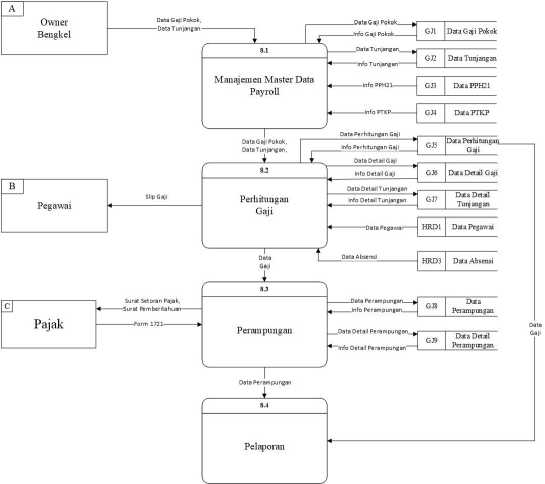 A
Owner
Bengkel
Data Gaji Pokok,
Data Tunjangan
8.1
Manajemen Master Data
Payroll
Data Gaji Pokok
Info Gaji Pokok
GJ1 Data Gaji Pokok
Data Tunjangan
Info Tunjangan
GJ2 Data Tunjangan
Info PPH21
GJ3 Data PPH21
Info PTKP
GJ4 Data PTKP
Data Gaji Pokok,
Data Tunjangan,
Data Perhitungan Gaji
Info Perhitungan Gaji
GJ5 Data Perhitungan
Gaji
8.2
Perhitungan
Gaji
B
Pegawai
Slip Gaji
Data Detail Gaji
Info Detail Gaji
GJ6 Data Detail Gaji
Data Detail Tunjangan
Info Detail Tunjangan
GJ7 Data Detail
Tunjangan
Data Pegawai
HRD1 Data Pegawai
Data Absensi
HRD3 Data Absensi
Data
Gaji
8.3
Perampungan
C
Pajak
Surat Setoran Pajak,
Surat Pemberitahuan
Form 1721
Data Perampungan
Info Perampungan
GJ8 Data
Perampungan
Data Detail Perampungan
Info Detail Perampungan
GJ9 Data Detail
Perampungan
Data
Gaji
Data Perampungan
8.4
Pelaporan